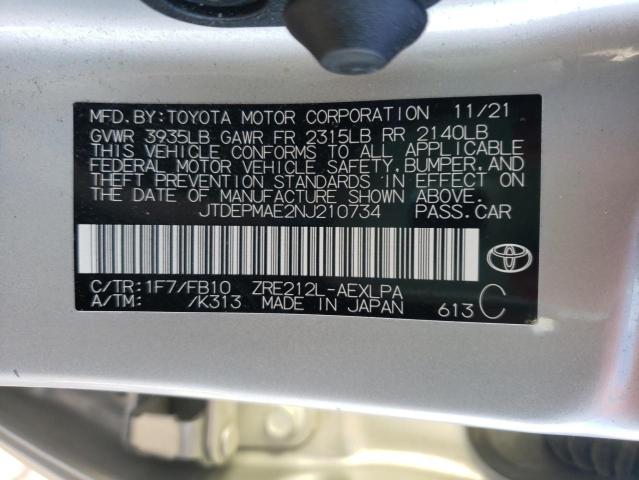 MFD.BY:TOYOTA MOTOR CORPORATION 11/21
GVWR 3935LB GAWR FR 2315LB RR 2140LB
THIS VEHICLE CONFORMS TO ALL APPLICABLE
FEDERAL MOTOR VEHICLE SAFETY, BUMPER, AND
THEFT PREVENTION STANDARDS IN EFFECT ON
THE DATE OF MANUFACTURE SHOWN ABOVE.
JTDEPMAE2NJ210734 PASS.CAR
C/TR:1F7/FB10 ZRE212L-AEXLPA
A/TM: /K313 MADE IN JAPAN 613 C